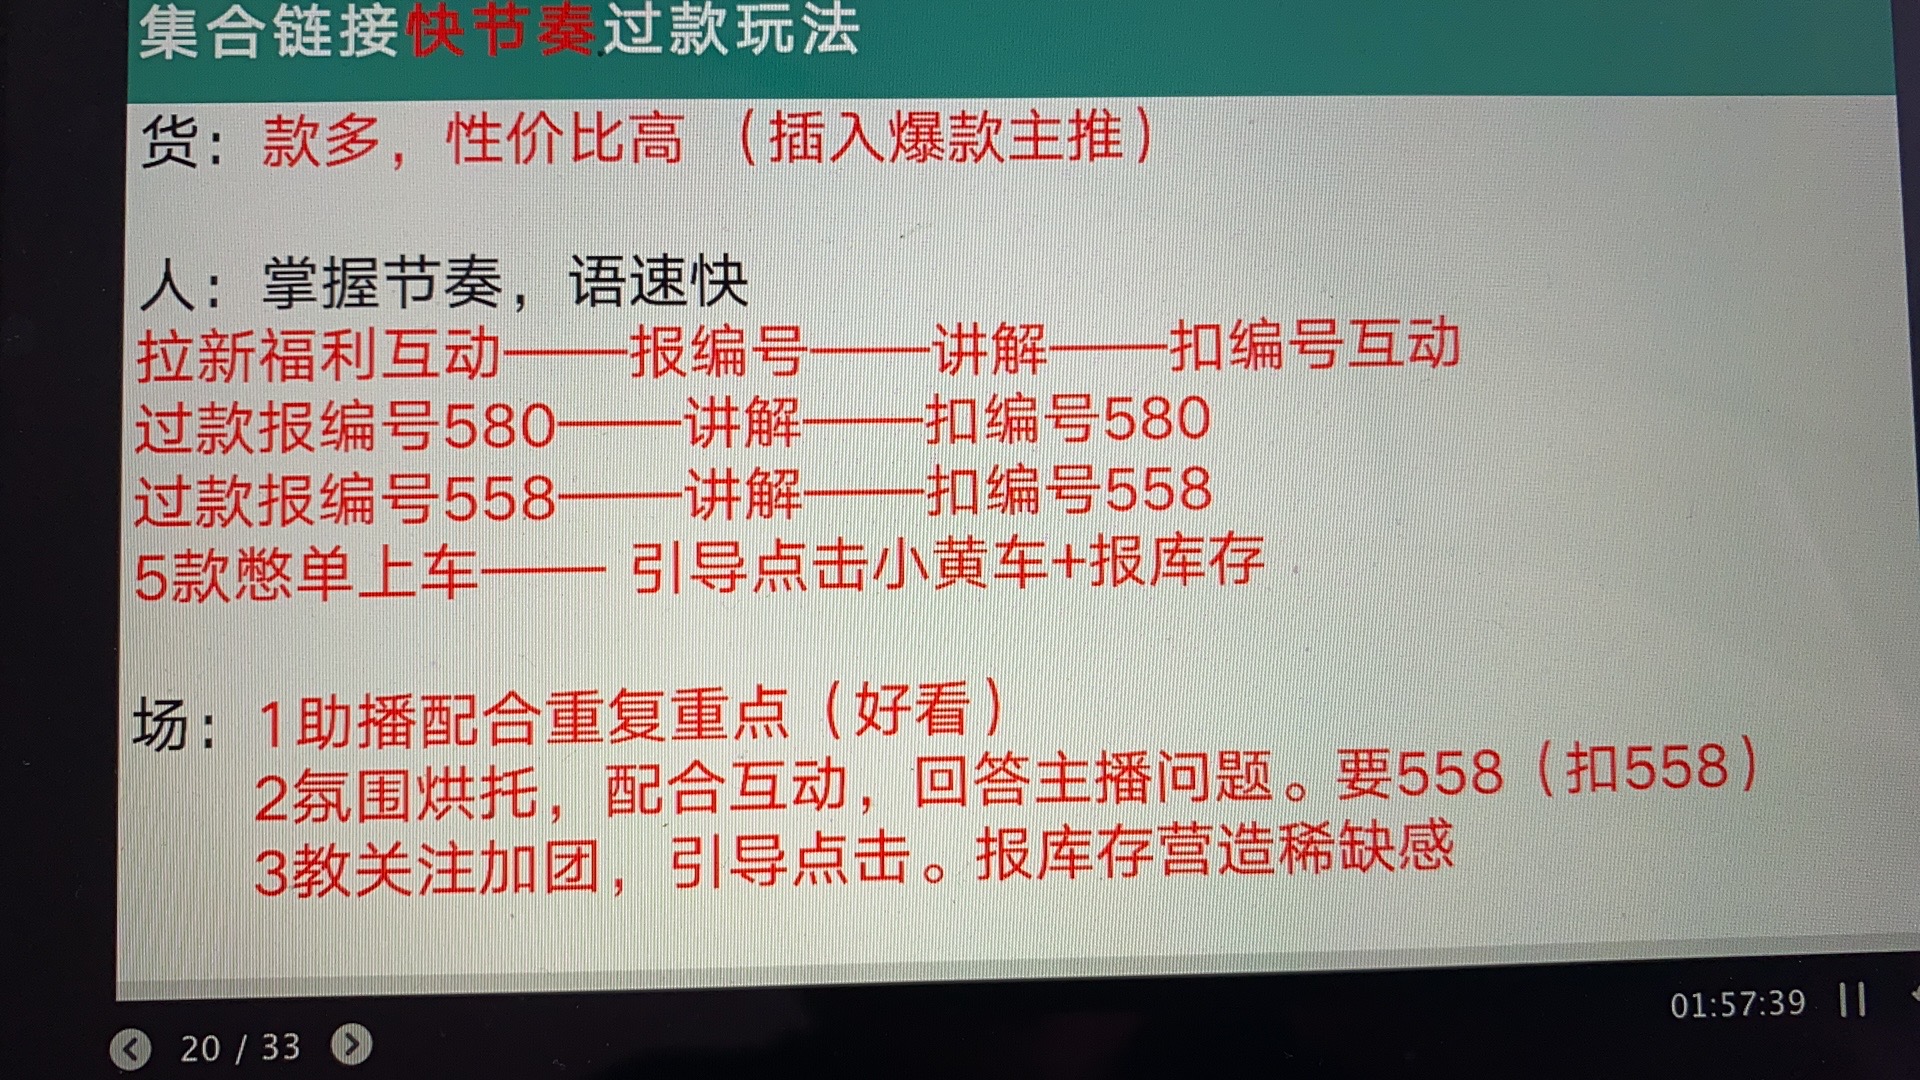 集合链接快节奏过款玩法
货：款多，性价比高（插入爆款主推）
人：掌握节奏，语速快
拉新福利互动——报编号——讲解——扣编号互动
过款报编号580——讲解——扣编号580
过款报编号558——讲解——扣编号558
5款憋单上车—— 引导点击小黄车+报库存
场：1助播配合重复重点（好看）
2氛围烘托，配合互动，回答主播问题。要558（扣558）
3教关注加团，引导点击。报库存营造稀缺感
01:57:39
20 / 33